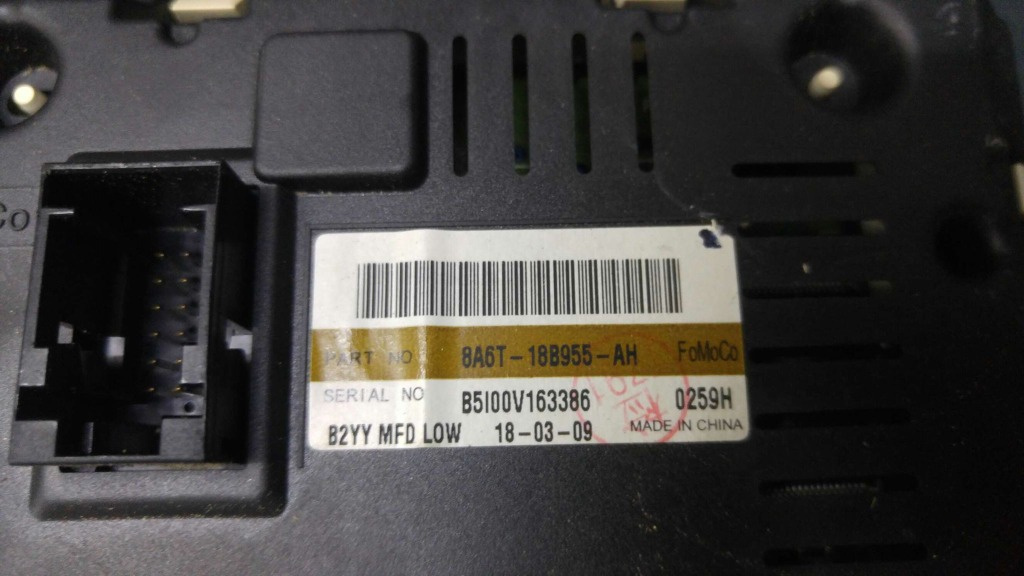 Co
PART NO 8A6T-18B955-AH FoMoCo
SERIAL NO B5I00V163386 0259H
B2YY MFD LOW 18-03-09 MADE IN CHINA